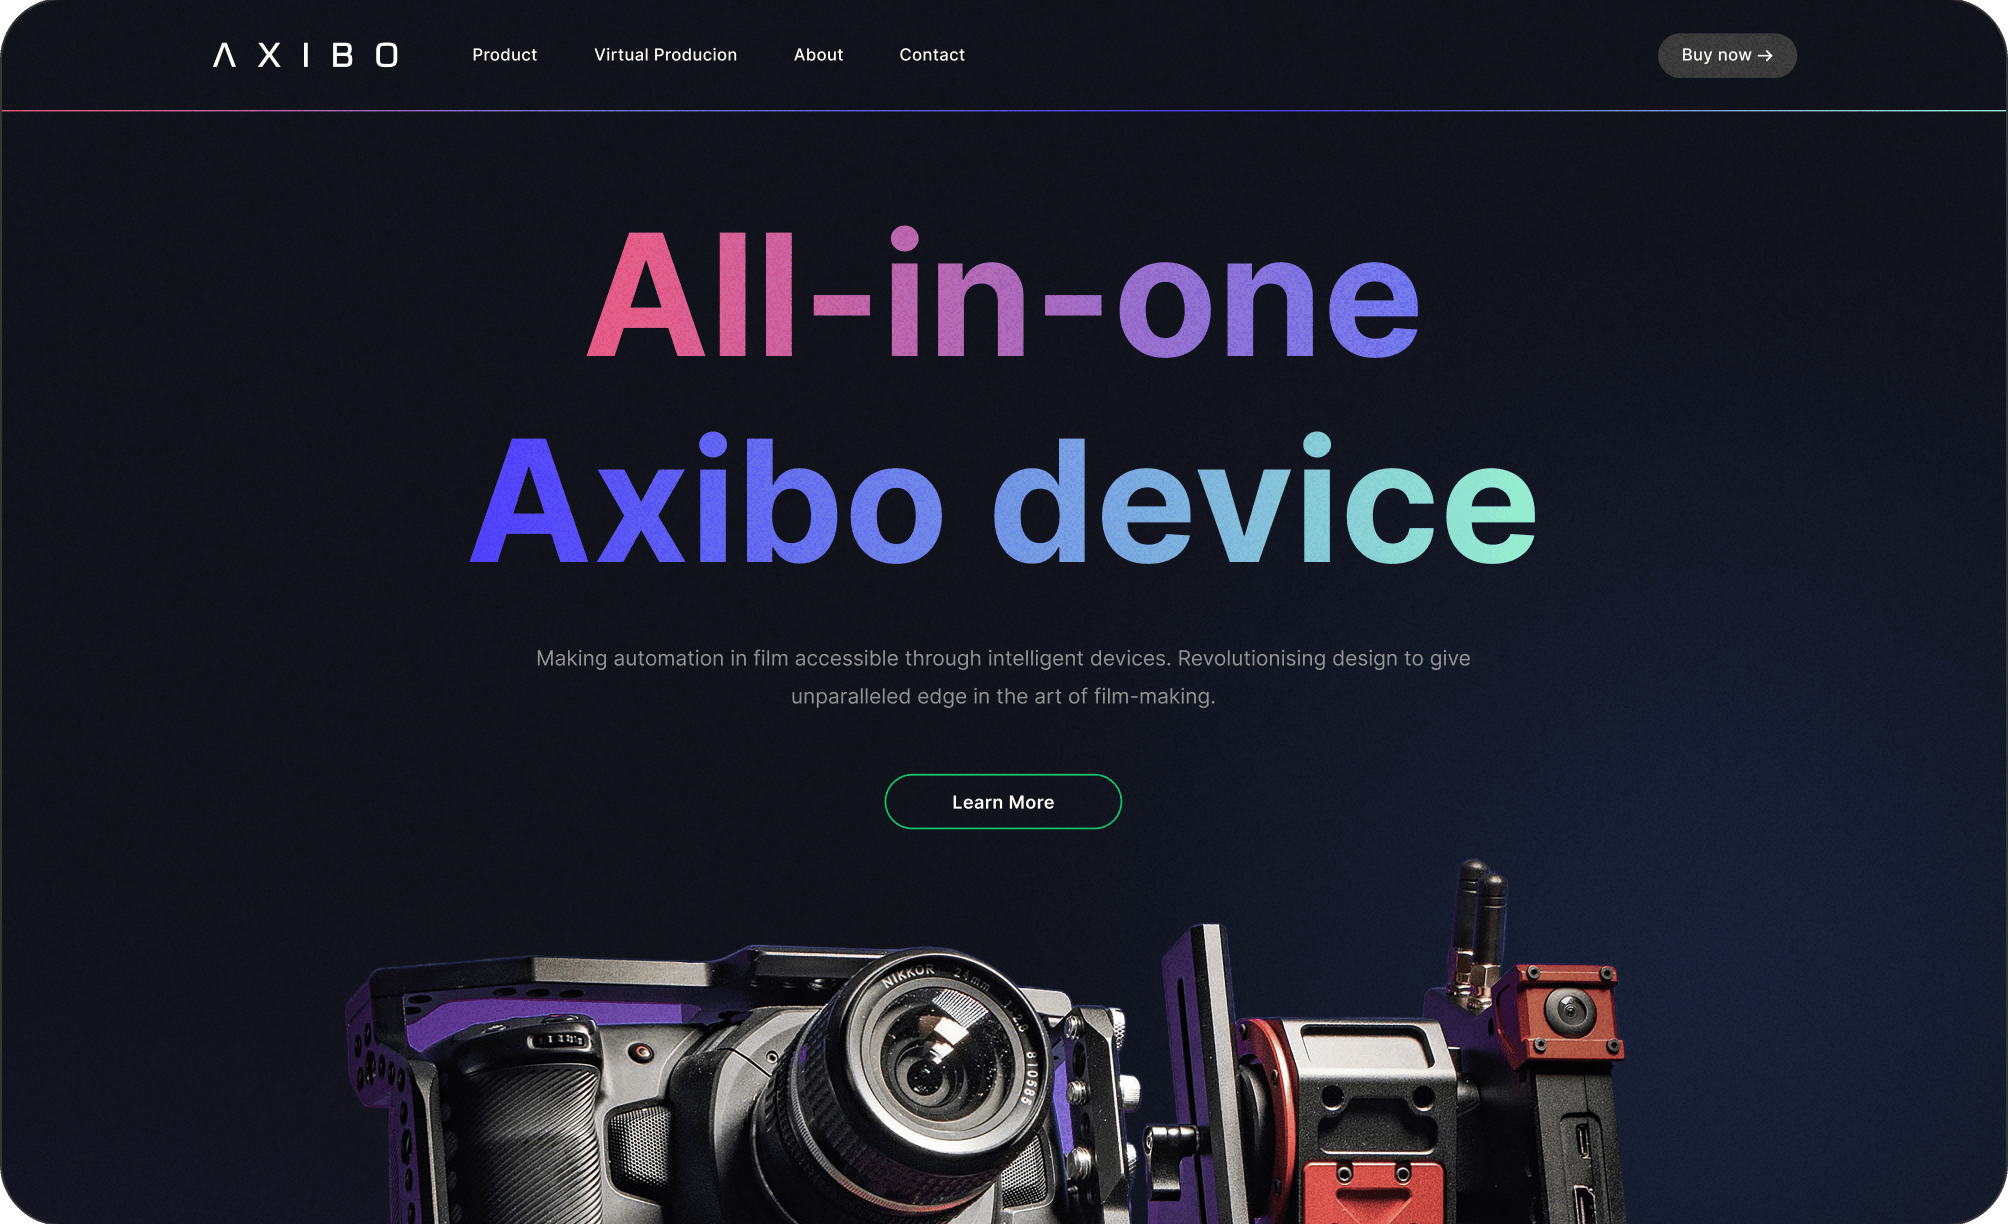 AXIBO
Product
Virtual Producion
About
Contact
Buy now →
All-in-one
Axibo device
Making automation in film accessible through intelligent devices. Revolutionising design to give
unparalleled edge in the art of film-making.
Learn More
NIKKOR 24mm 1:2.8 810585